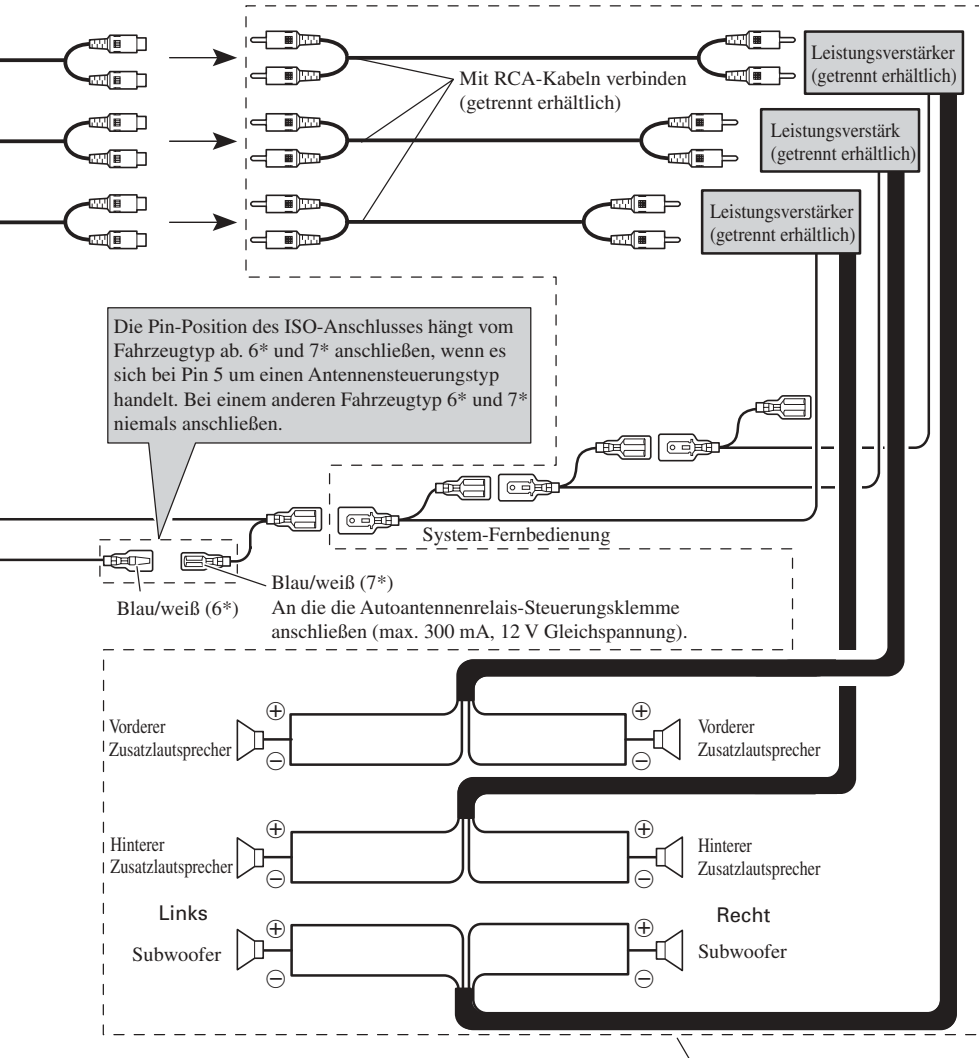 Leistungsverstärker
(getrennt erhältlich)
Mit RCA-Kabeln verbinden
(getrennt erhältlich)
Leistungsverstärk
(getrennt erhältlich)
Leistungsverstärker
(getrennt erhältlich)
Die Pin-Position des ISO-Anschlusses hängt vom
Fahrzeugtyp ab. 6* und 7* anschließen, wenn es
sich bei Pin 5 um einen Antennensteuerungstyp
handelt. Bei einem anderen Fahrzeugtyp 6* und 7*
niemals anschließen.
System-Fernbedienung
Blau/weiß (6*)
Blau/weiß (7*)
An die die Autoantennenrelais-Steuerungsklemme
anschließen (max. 300 mA, 12 V Gleichspannung).
+
+
Vorderer
Zusatzlautsprecher
Vorderer
Zusatzlautsprecher
−
−
+
+
Hinterer
Zusatzlautsprecher
Hinterer
Zusatzlautsprecher
−
−
Links
Recht
+
+
Subwoofer
Subwoofer
−
−